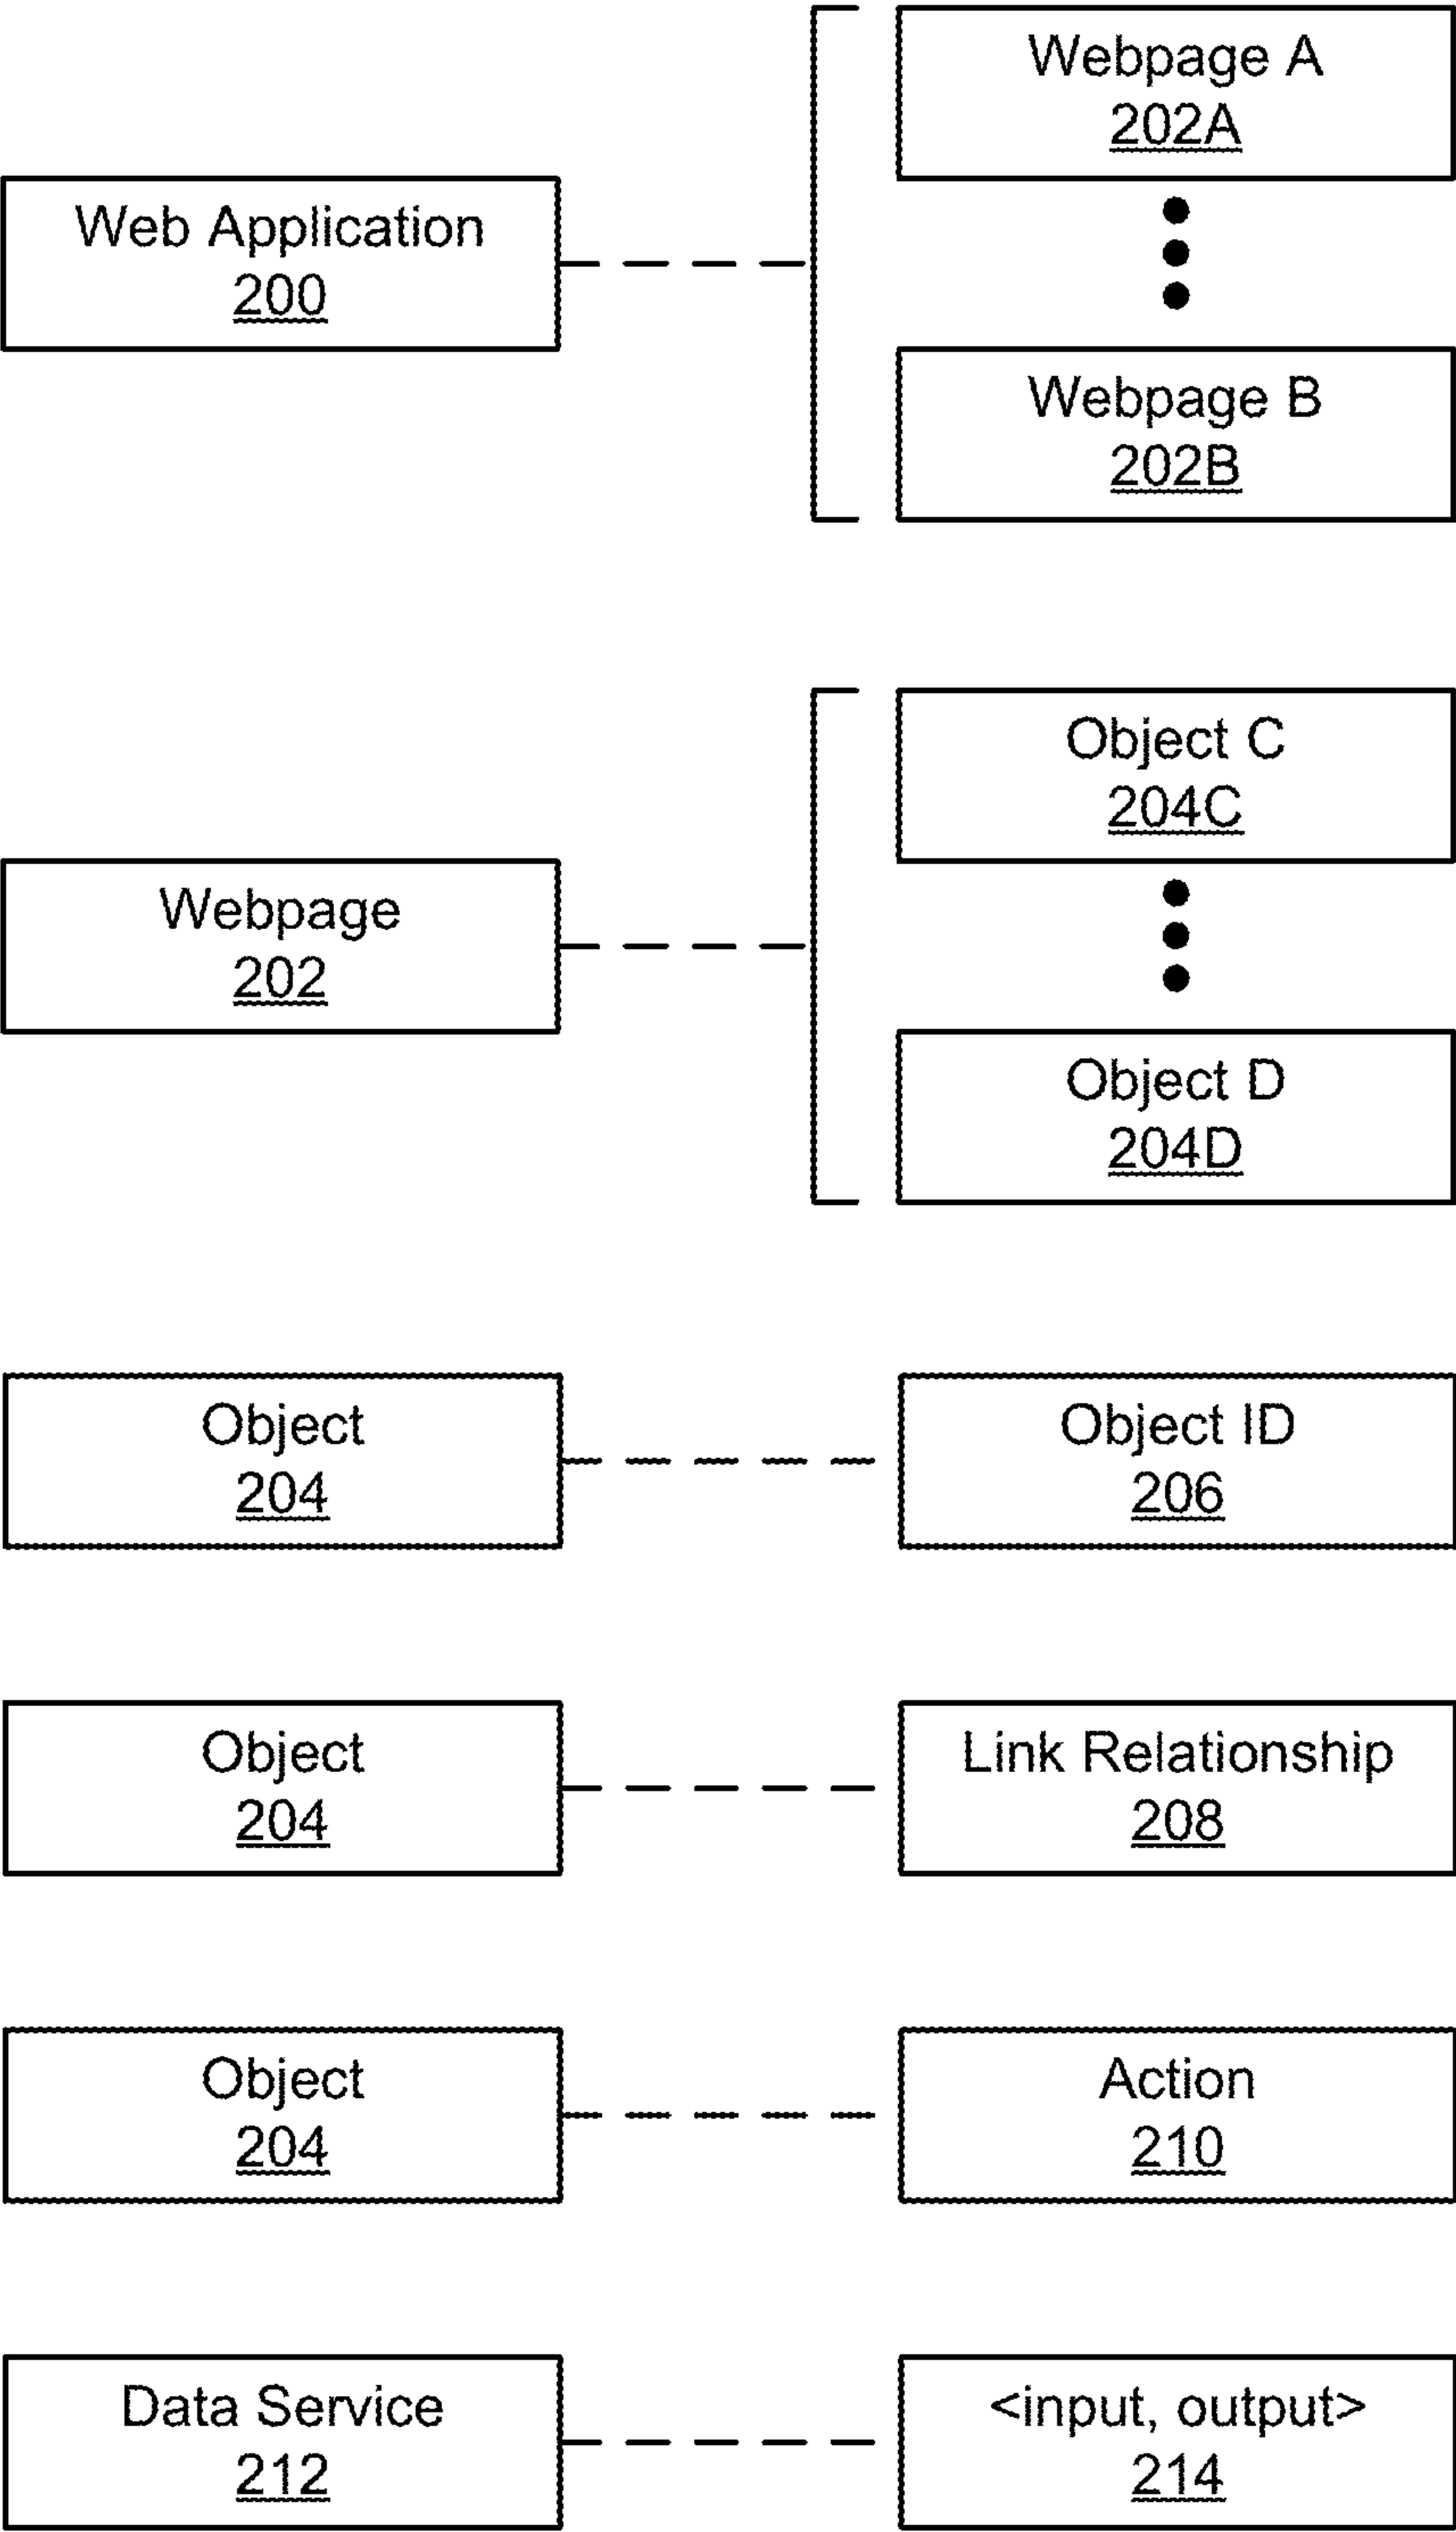 Webpage A
202A
Web Application
200
Webpage B
202B
Object C
204C
Webpage
202
Object D
204D
Object
204
Object ID
206
Object
204
Link Relationship
208
Object
204
Action
210
Data Service
212
<input, output>
214